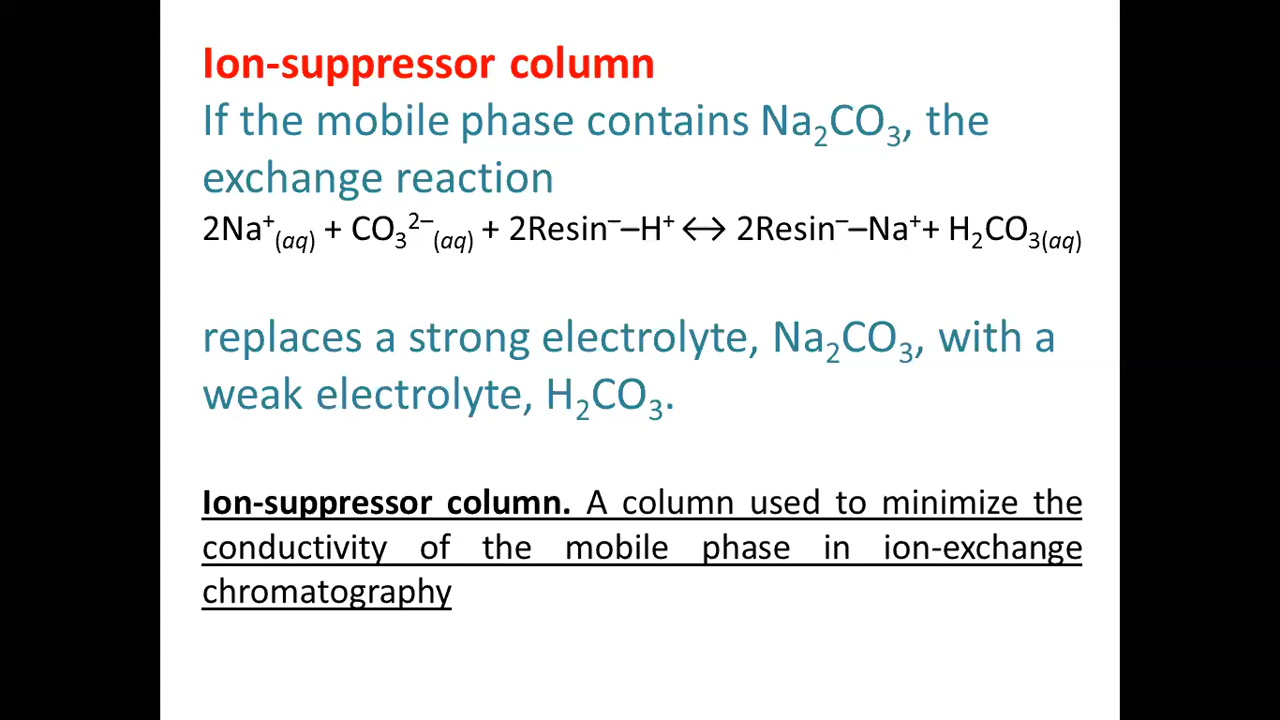 Ion-suppressor column
If the mobile phase contains Na₂CO₃, the
exchange reaction
2Na⁺(aq) + CO₃²⁻(aq) + 2Resin⁻–H⁺ ↔ 2Resin⁻–Na⁺+ H₂CO₃(aq)
replaces a strong electrolyte, Na₂CO₃, with a
weak electrolyte, H₂CO₃.
Ion-suppressor column. A column used to minimize the
conductivity of the mobile phase in ion-exchange
chromatography